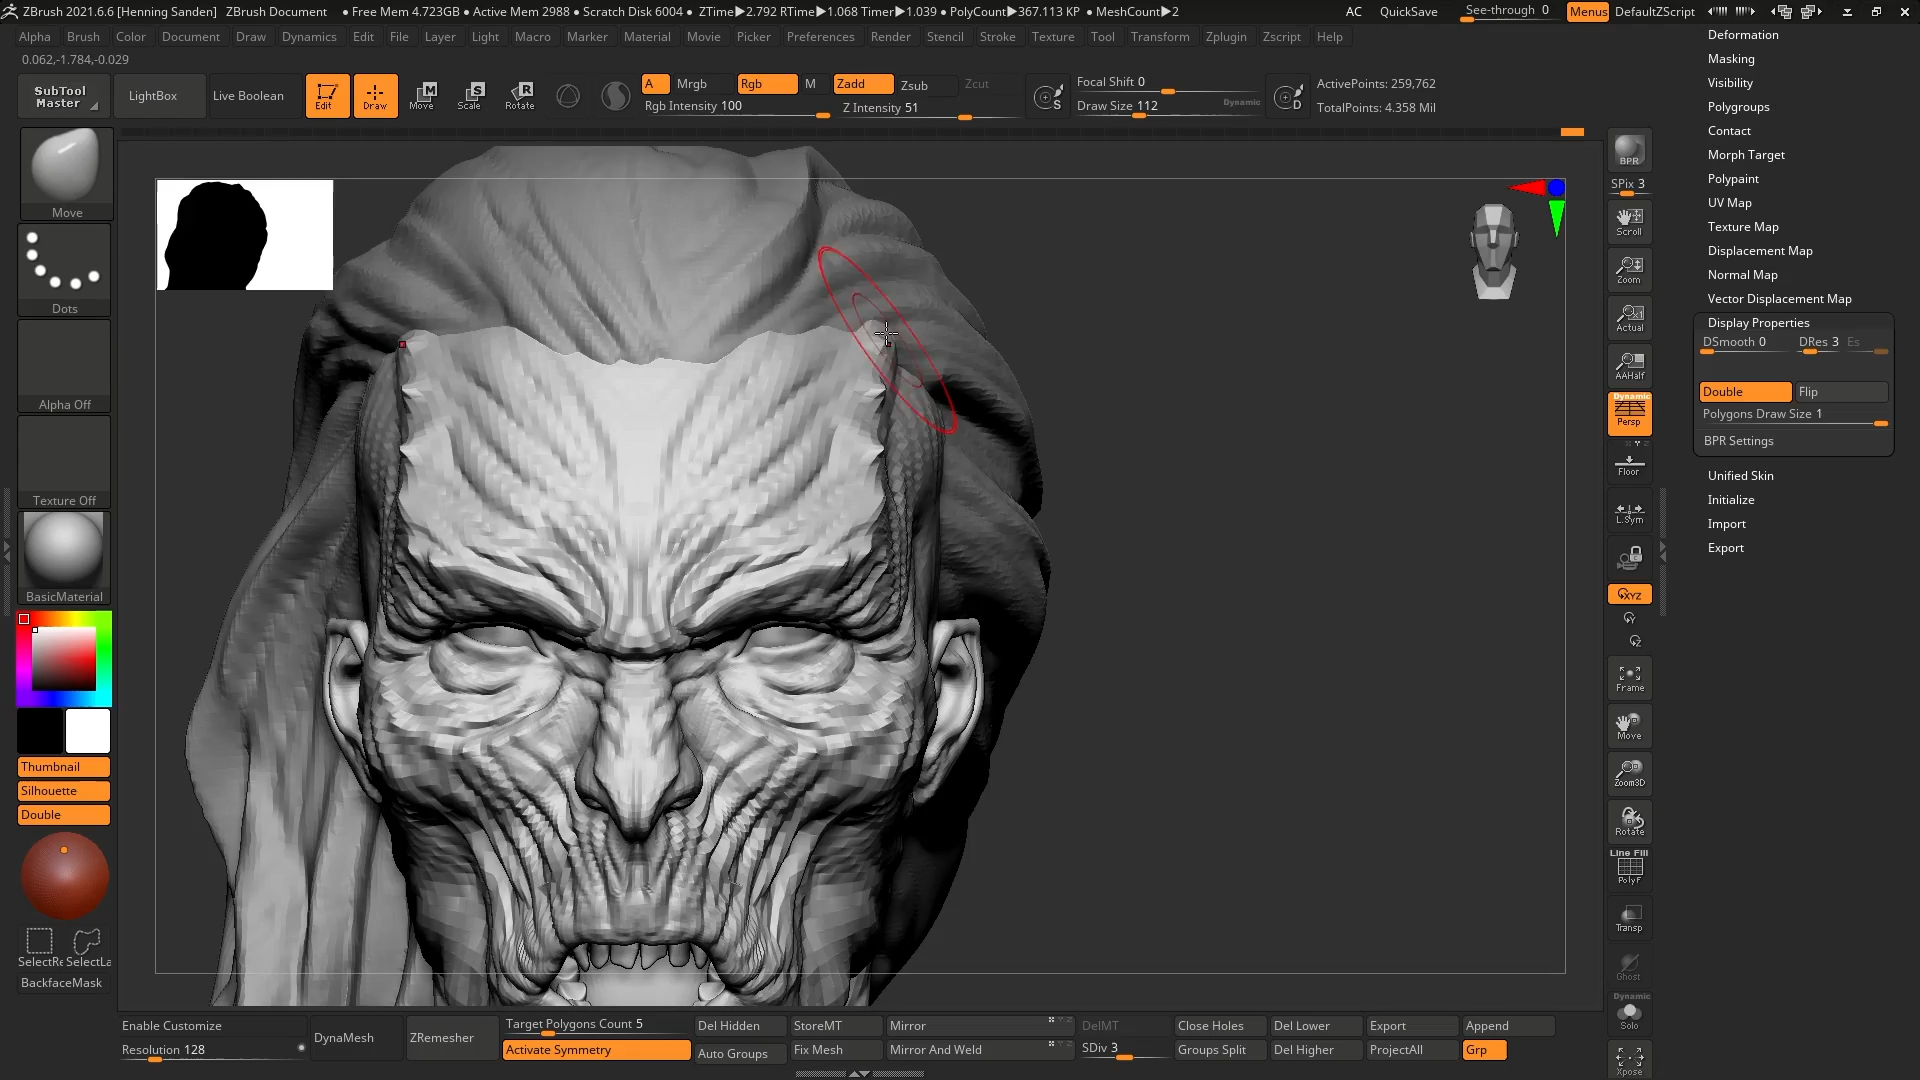 ZBrush 2021.6.6 [Henning Sanden] ZBrush Document • Free Mem 4.723GB • Active Mem 2988 • Scratch Disk 6004 • ZTime▶2.792 RTime▶1.068 Timer▶1.039 • PolyCount▶367.113 KP • MeshCount▶2 AC QuickSave See-through 0 Menus DefaultZScript
Alpha Brush Color Document Draw Dynamics Edit File Layer Light Macro Marker Material Movie Picker Preferences Render Stencil Stroke Texture Tool Transform Zplugin Zscript Help
0.062,-1.784,-0.029
SubTool Master
LightBox
Live Boolean
Edit
Draw
Move
Scale
Rotate
A Mrgb Rgb M Zadd Zsub Zcut
Rgb Intensity 100 Z Intensity 51
Focal Shift 0
Draw Size 112 Dynamic
ActivePoints: 259,762
TotalPoints: 4.358 Mil
S
D
M
S
R
Move
Dots
Alpha Off
Texture Off
BasicMaterial
Thumbnail
Silhouette
Double
SelectRe SelectLa
BackfaceMask
BPR
SPix 3
Scroll
Zoom
Actual
AAHalf
Dynamic
Persp
Floor
L.Sym
XYZ
Frame
Move
Zoom3D
Rotate
Line Fill
PolyF
Transp
Ghost
Dynamic
Solo
Xpose
Deformation
Masking
Visibility
Polygroups
Contact
Morph Target
Polypaint
UV Map
Texture Map
Displacement Map
Normal Map
Vector Displacement Map
Display Properties
DSmooth 0 DRes 3 Es
Double Flip
Polygons Draw Size 1
BPR Settings
Unified Skin
Initialize
Import
Export
Enable Customize
Resolution 128
DynaMesh
ZRemesher
Target Polygons Count 5
Activate Symmetry
Del Hidden
Auto Groups
StoreMT
Fix Mesh
Mirror
Mirror And Weld
DelMT
SDiv 3
Close Holes
Groups Split
Del Lower
Del Higher
Export
ProjectAll
Append
Grp